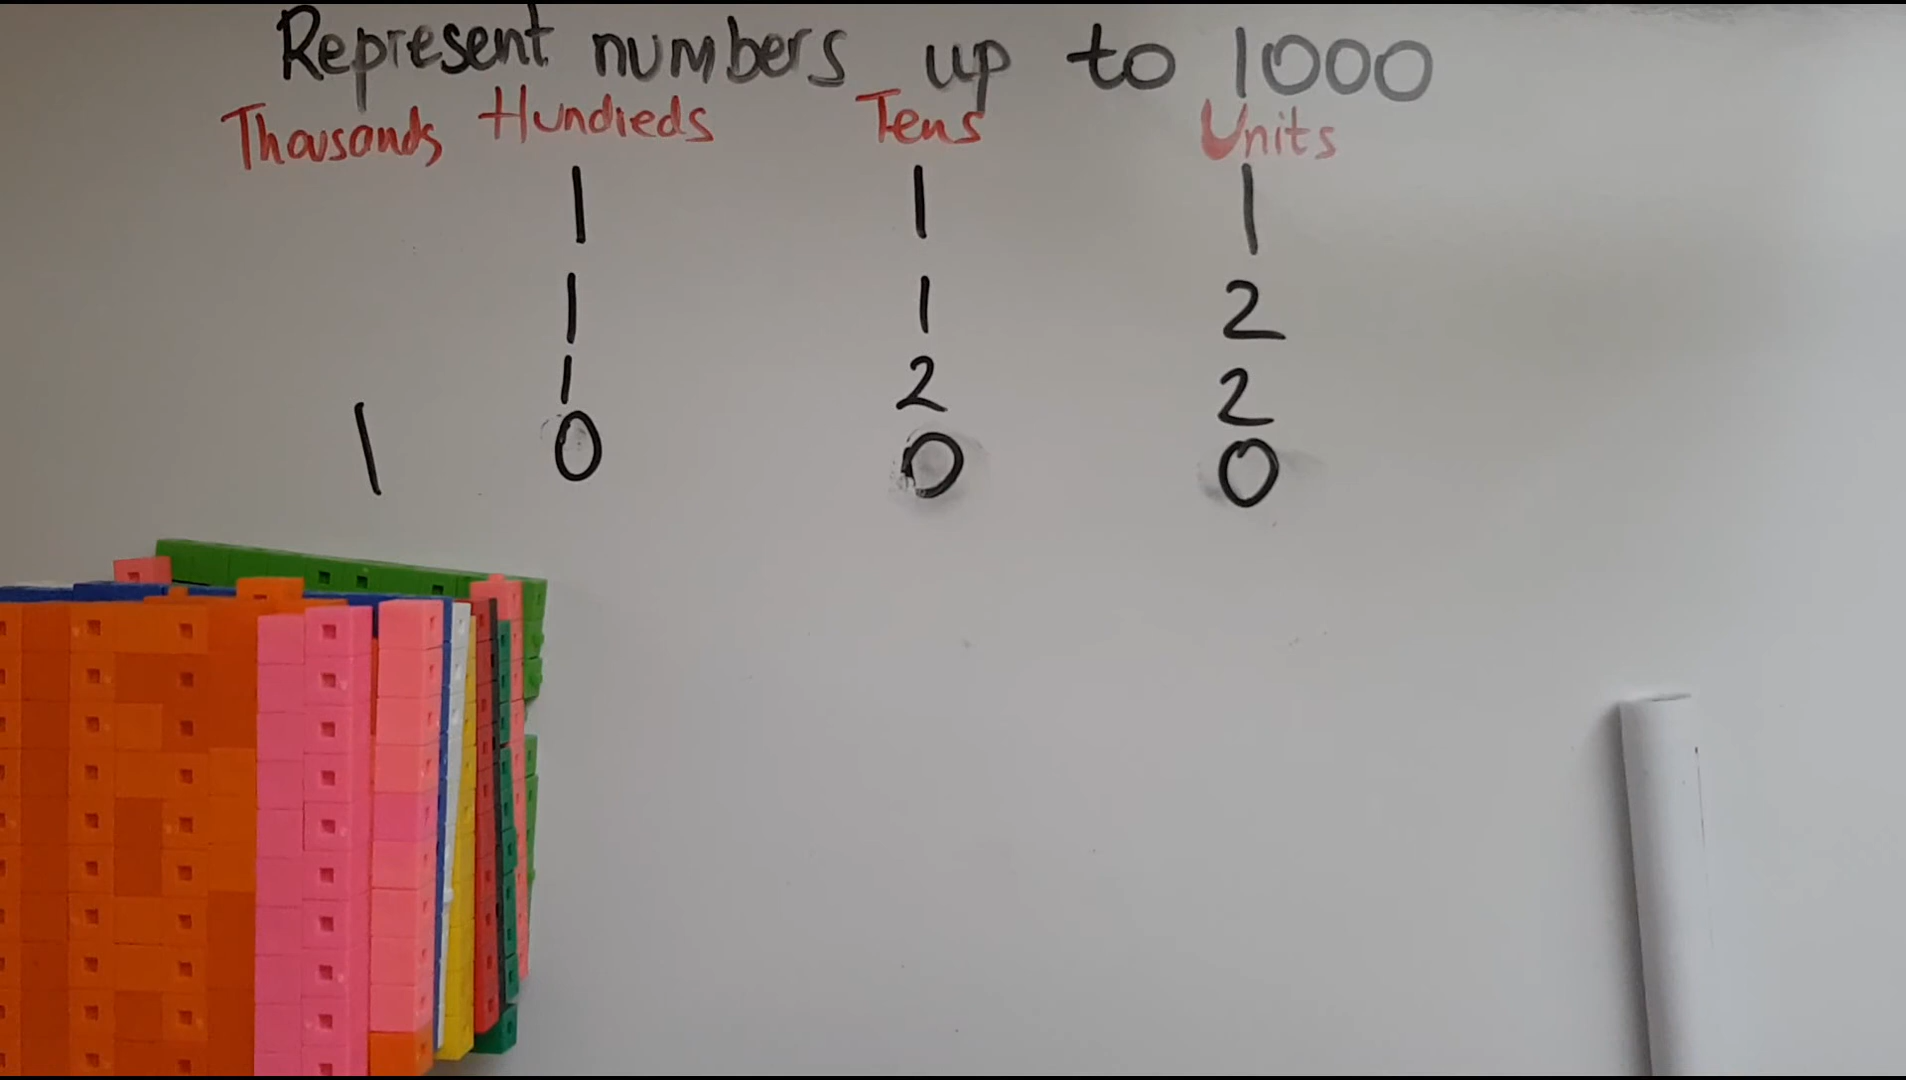 Represent numbers up to 1000
Thousands Hundreds Tens Units
1 1 1
1 1 2
1 2 2
1 0 0 0